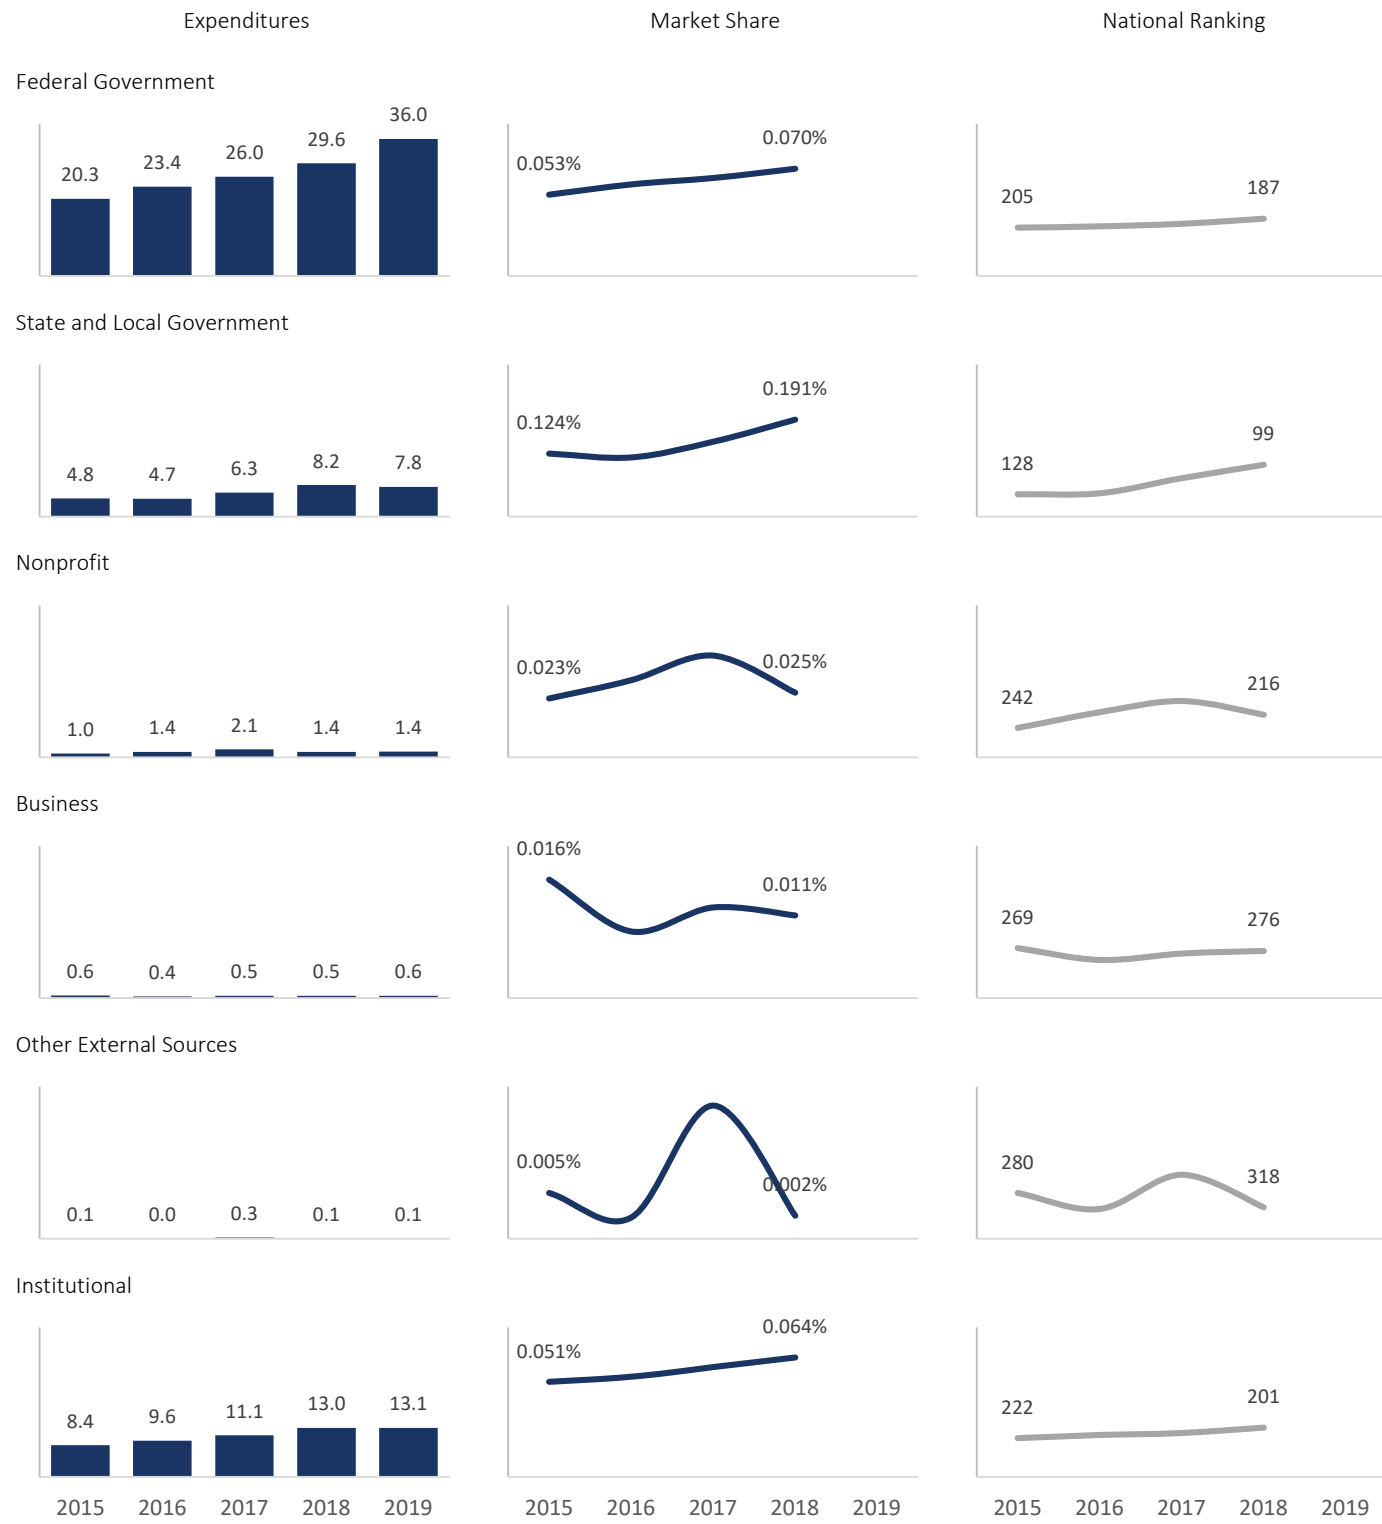 Expenditures Market Share National Ranking
Federal Government
20.3 23.4 26.0 29.6 36.0
0.053% 0.070%
205 187
State and Local Government
4.8 4.7 6.3 8.2 7.8
0.124% 0.191%
128 99
Nonprofit
1.0 1.4 2.1 1.4 1.4
0.023% 0.025%
242 216
Business
0.6 0.4 0.5 0.5 0.6
0.016% 0.011%
269 276
Other External Sources
0.1 0.0 0.3 0.1 0.1
0.005% 0.002%
280 318
Institutional
8.4 9.6 11.1 13.0 13.1
0.051% 0.064%
222 201
2015 2016 2017 2018 2019 2015 2016 2017 2018 2019 2015 2016 2017 2018 2019